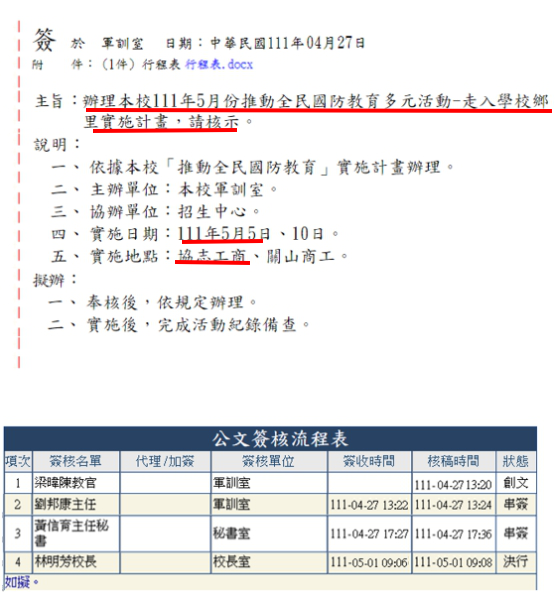 簽 於 軍訓室 日期：中華民國111年04月27日
附 件：（1件）行程表 行程表.docx
主旨：辦理本校111年5月份推動全民國防教育多元活動-走入學校鄉
里實施計畫，請核示。
說明：
一、依據本校「推動全民國防教育」實施計畫辦理。
二、主辦單位：本校軍訓室。
三、協辦單位：招生中心。
四、實施日期：111年5月5日、10日。
五、實施地點：協志工商、關山商工。
擬辦：
一、奉核後，依規定辦理。
二、實施後，完成活動紀錄備查。
公文簽核流程表
項次 簽核名單 代理/加簽 簽核單位 簽收時間 核稿時間 狀態
1 梁暐陳教官 軍訓室 111-04-27 13:20 創文
2 劉邦康主任 軍訓室 111-04-27 13:22 111-04-27 13:24 串簽
3 黃信育主任秘書 秘書室 111-04-27 17:27 111-04-27 17:36 串簽
4 林明芳校長 校長室 111-05-01 09:06 111-05-01 09:08 決行
如擬。